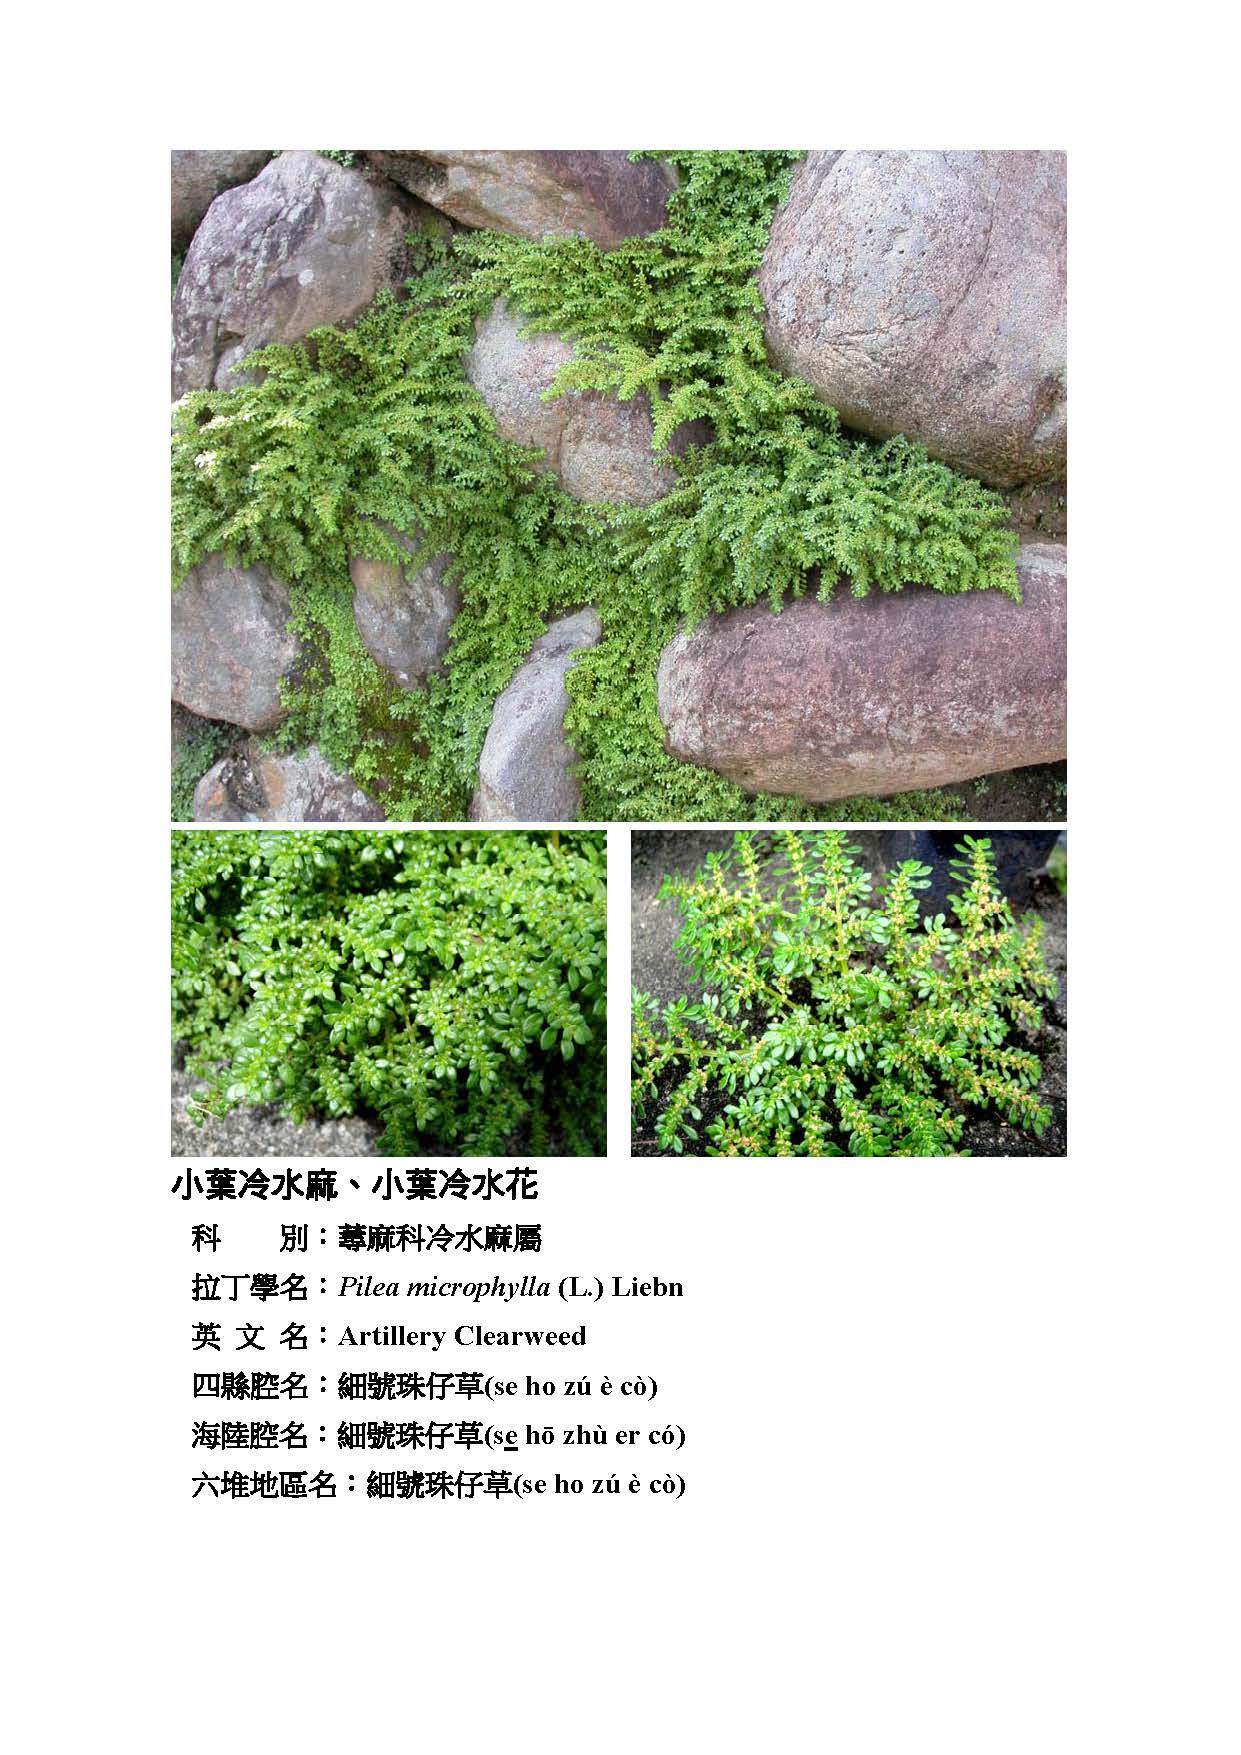 小葉冷水麻、小葉冷水花
科　　別：蕁麻科冷水麻屬
拉丁學名：Pilea microphylla (L.) Liebn
英 文 名：Artillery Clearweed
四縣腔名：細號珠仔草(se ho zú è cò)
海陸腔名：細號珠仔草(se hō zhù er có)
六堆地區名：細號珠仔草(se ho zú è cò)